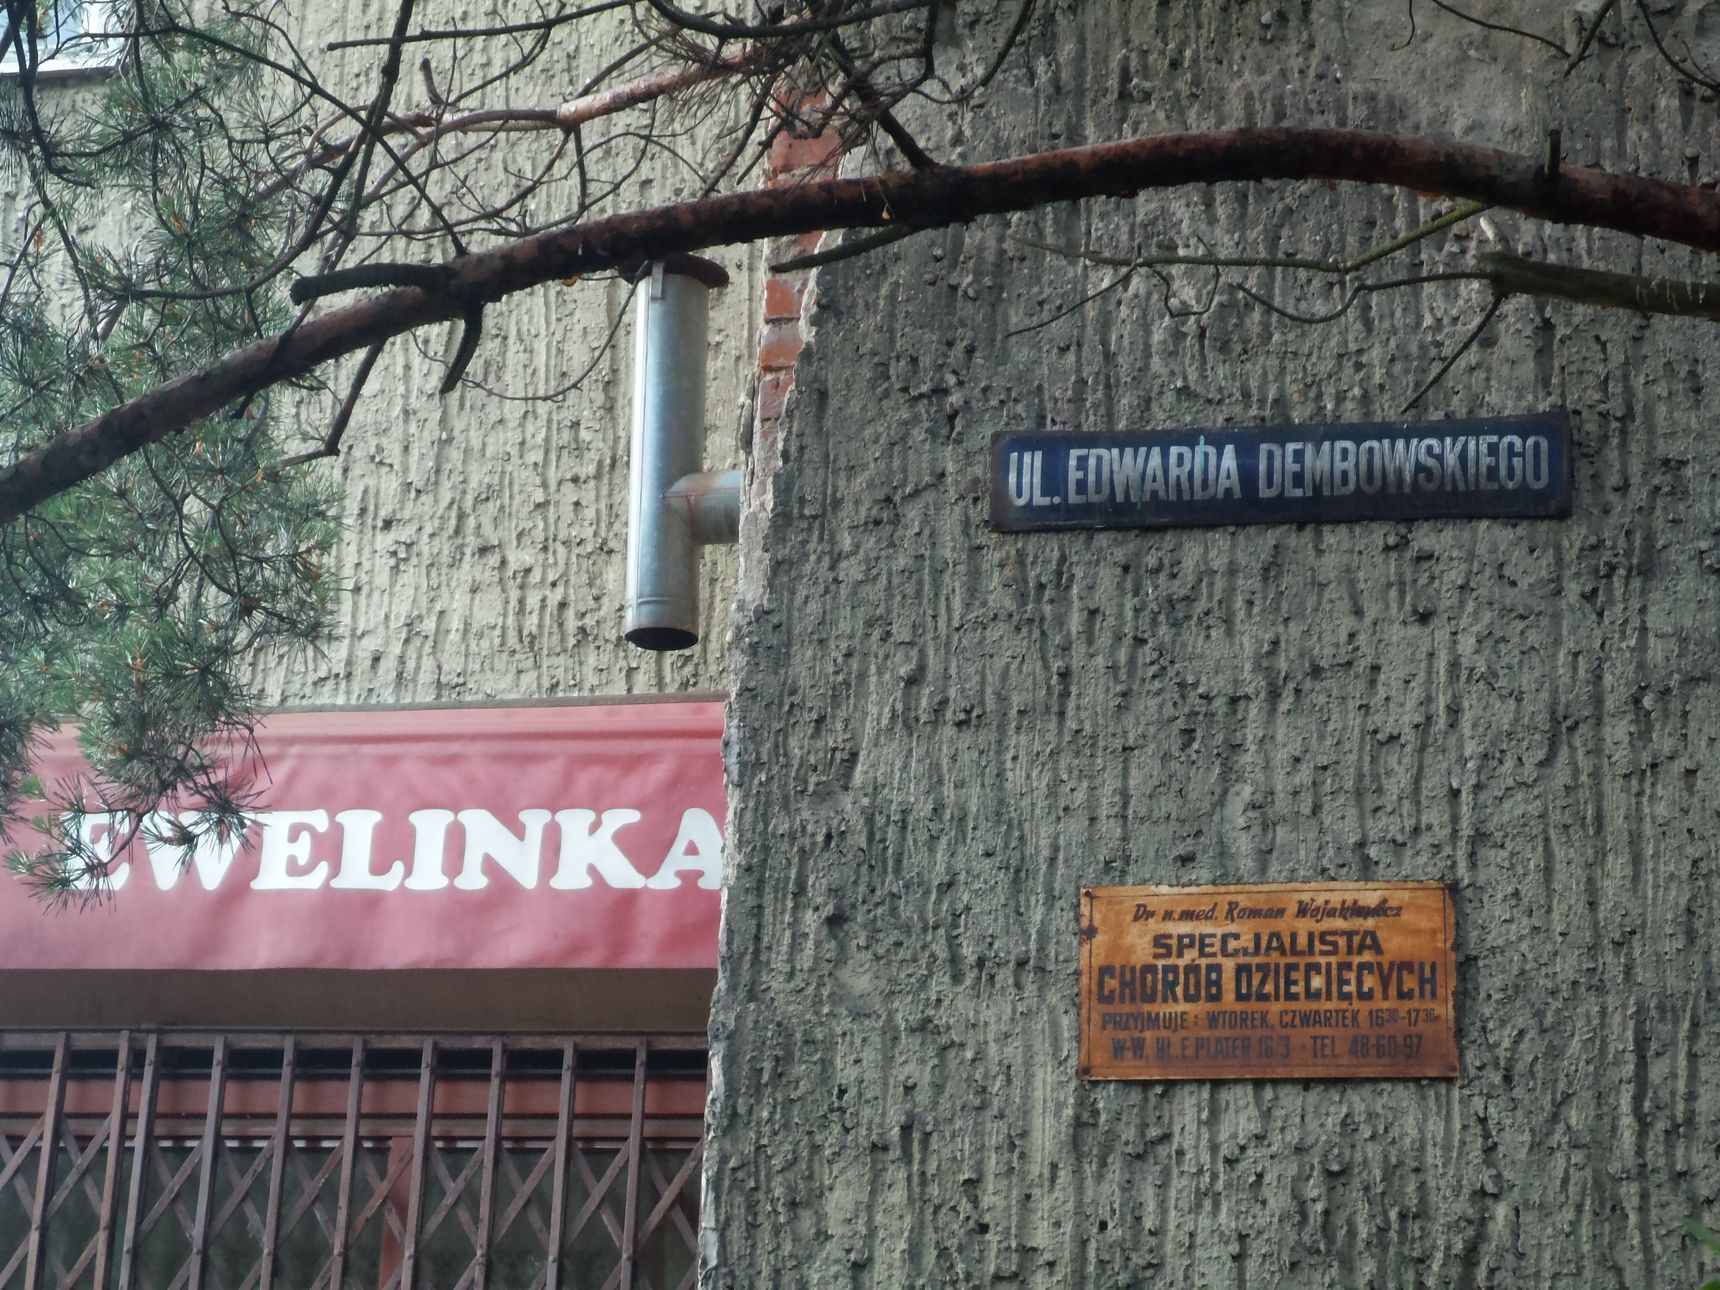 UL. EDWARDA DEMBOWSKIEGO
EWELINKA
Dr n. med. Roman Wojakiewicz
SPECJALISTA
CHORÓB DZIECIĘCYCH
PRZYJMUJE: WTOREK, CZWARTEK 16³⁰-17³⁰
W-W, UL. E. PLATER 16/3 TEL. 48-60-97